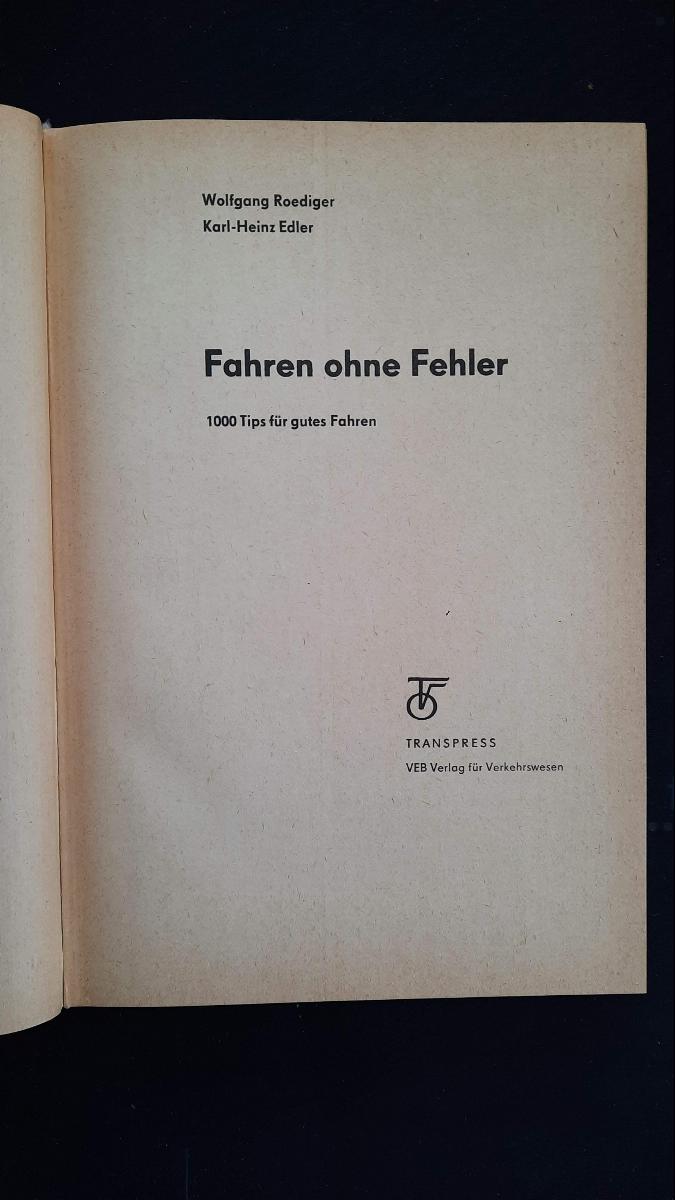 Wolfgang Roediger
Karl-Heinz Edler
Fahren ohne Fehler
1000 Tips für gutes Fahren
TRANSPRESS
VEB Verlag für Verkehrswesen